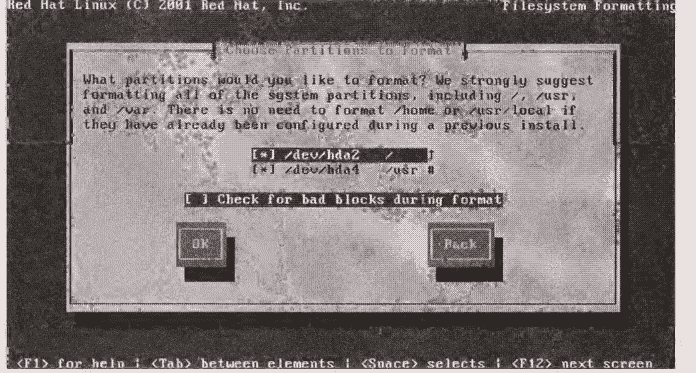 Red Hat Linux (C) 2001 Red Hat, Inc. Filesystem Formatting
Choose Partitions to Format
What partitions would you like to format? We strongly suggest
formatting all of the system partitions, including /, /usr,
and /var. There is no need to format /home or /usr/local if
they have already been configured during a previous install.
[*] /dev/hda2 / ↑
[*] /dev/hda4 /usr #
[ ] Check for bad blocks during format
OK Back
<F1> for help | <Tab> between elements | <Space> selects | <F12> next screen